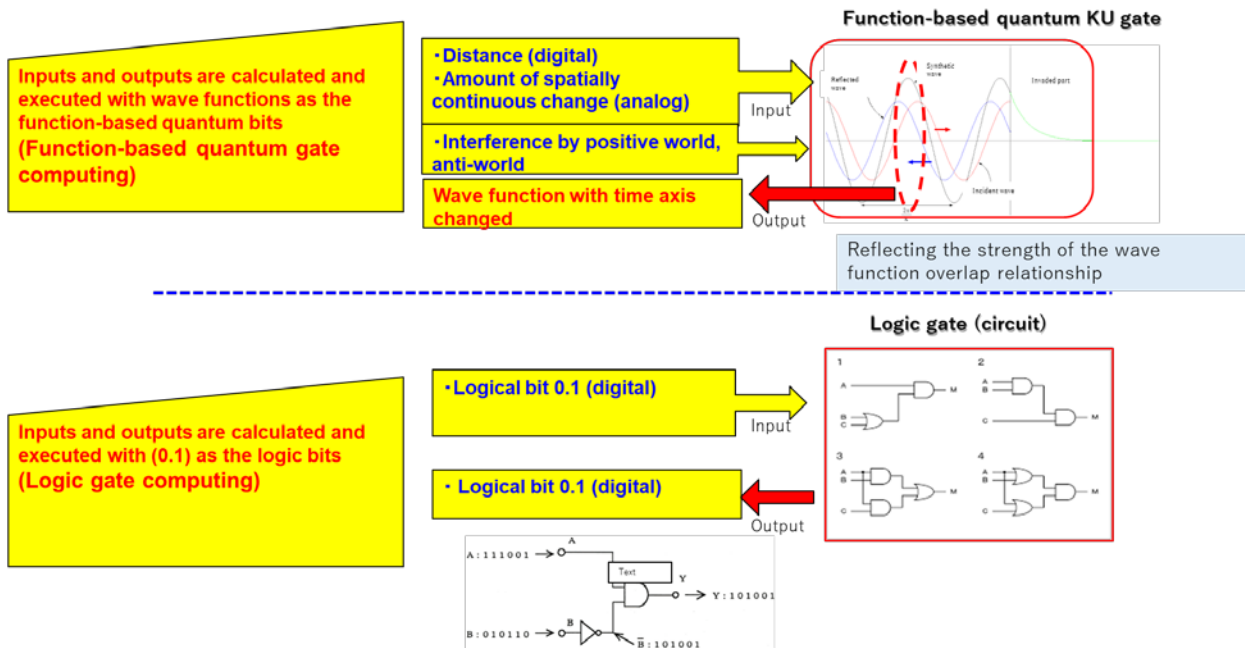 Function-based quantum KU gate
Inputs and outputs are calculated and
executed with wave functions as the
function-based quantum bits
(Function-based quantum gate
computing)
・Distance (digital)
・Amount of spatially
continuous change (analog)
Input
・Interference by positive world,
anti-world
Wave function with time axis
changed
Output
Reflected
wave
Synthetic
wave
Invaded part
Incident wave
Reflecting the strength of the wave
function overlap relationship
Logic gate (circuit)
Inputs and outputs are calculated and
executed with (0.1) as the logic bits
(Logic gate computing)
・Logical bit 0.1 (digital)
Input
・ Logical bit 0.1 (digital)
Output
1
A
B
C
M
2
A
B
C
M
3
A
B
C
M
4
A
B
C
M
A:111001
A
Text
Y
Y:101001
B:010110
B
B̅:101001